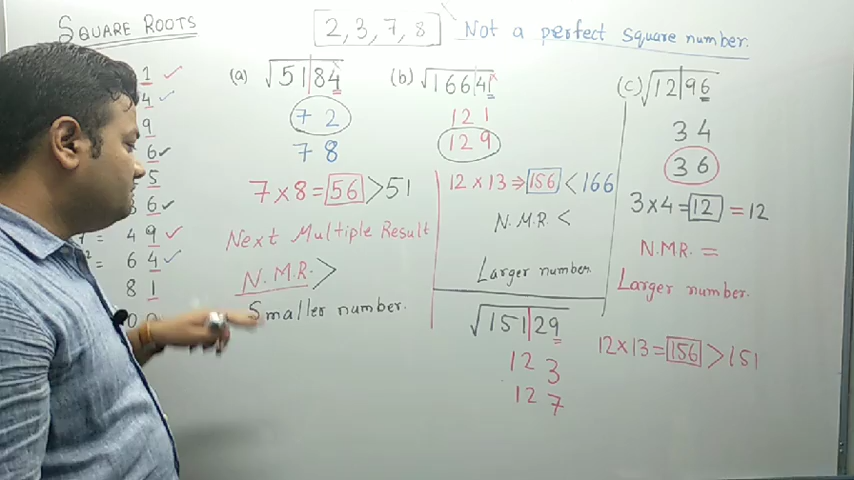 SQUARE ROOTS
2, 3, 7, 8 Not a perfect square number.
1 ✓
4 ✓
9
6 ✓
5
6 ✓
= 4 9 ✓
² = 6 4 ✓
8 1
0 0
(a) √51|84
7 2
7 8
7 × 8 = 56 > 51
Next Multiple Result
N.M.R. >
Smaller number.
(b) √166|41
12 1
12 9
12 × 13 ⇒ 156 < 166
N.M.R. <
Larger number.
√151|29
12 3
12 7
(c) √12|96
3 4
3 6
3×4 = 12 = 12
N.M.R. =
Larger number.
12×13 = 156 > 151